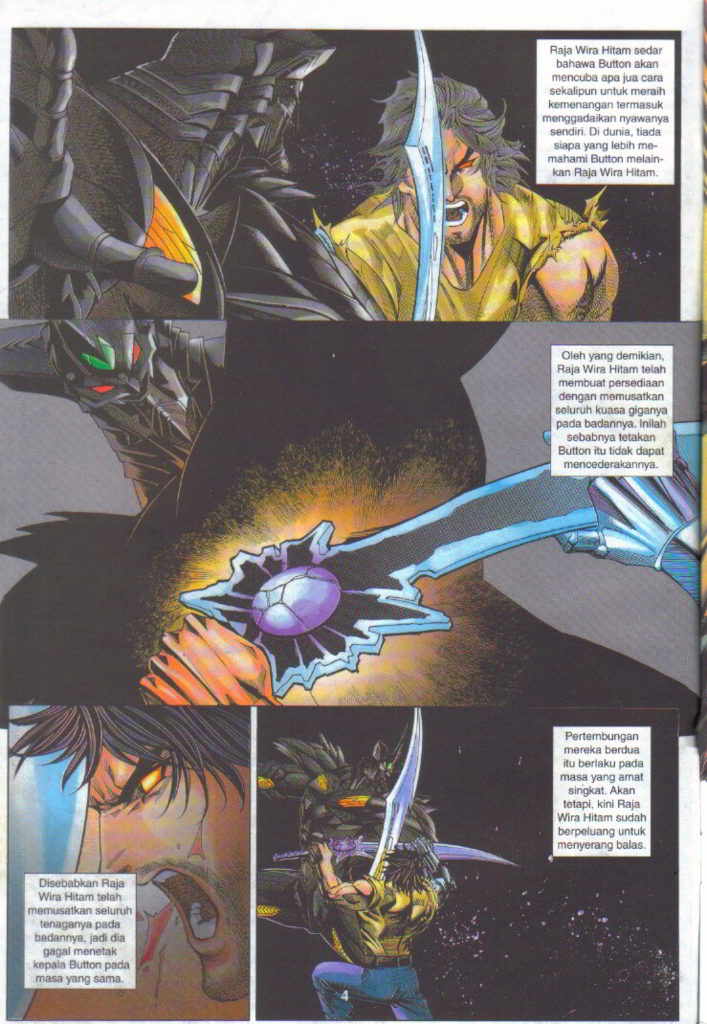 Raja Wira Hitam sedar
bahawa Button akan
mencuba apa jua cara
sekalipun untuk meraih
kemenangan termasuk
menggadaikan nyawanya
sendiri. Di dunia, tiada
siapa yang lebih me-
mahami Button melain-
kan Raja Wira Hitam.
Oleh yang demikian,
Raja Wira Hitam telah
membuat persediaan
dengan memusatkan
seluruh kuasa giganya
pada badannya. Inilah
sebabnya tetakan
Button itu tidak dapat
mencederakannya.
Disebabkan Raja
Wira Hitam telah
memusatkan seluruh
tenaganya pada
badannya, jadi dia
gagal menetak
kepala Button pada
masa yang sama.
Pertembungan
mereka berdua
itu berlaku pada
masa yang amat
singkat. Akan
tetapi, kini Raja
Wira Hitam sudah
berpeluang untuk
menyerang balas.
4